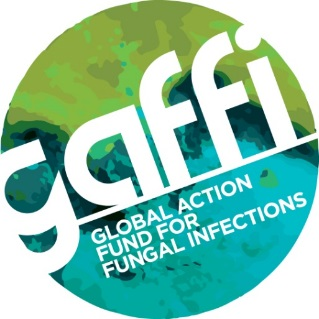 gaffi
GLOBAL ACTION
FUND FOR
FUNGAL INFECTIONS